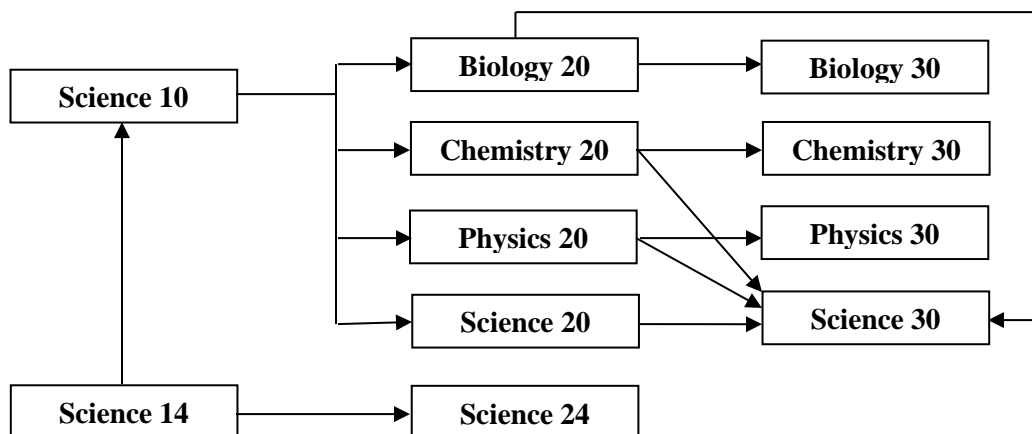 Biology 20
Biology 30
Science 10
Chemistry 20
Chemistry 30
Physics 20
Physics 30
Science 20
Science 30
Science 14
Science 24